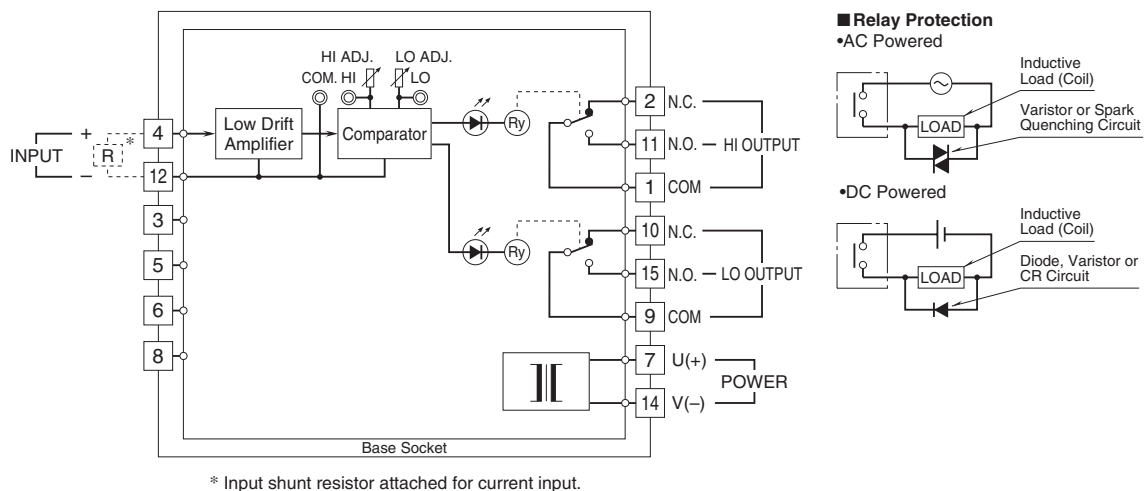 HI ADJ. LO ADJ.
COM. HI LO
INPUT
+
−
R
*
4
12
3
5
6
8
Low Drift
Amplifier
Comparator
Ry
Ry
2 N.C.
11 N.O. HI OUTPUT
1 COM
10 N.C.
15 N.O. LO OUTPUT
9 COM
7 U(+)
POWER
14 V(–)
Base Socket
* Input shunt resistor attached for current input.
■Relay Protection
•AC Powered
Inductive
Load (Coil)
LOAD
Varistor or Spark
Quenching Circuit
•DC Powered
Inductive
Load (Coil)
LOAD
Diode, Varistor or
CR Circuit